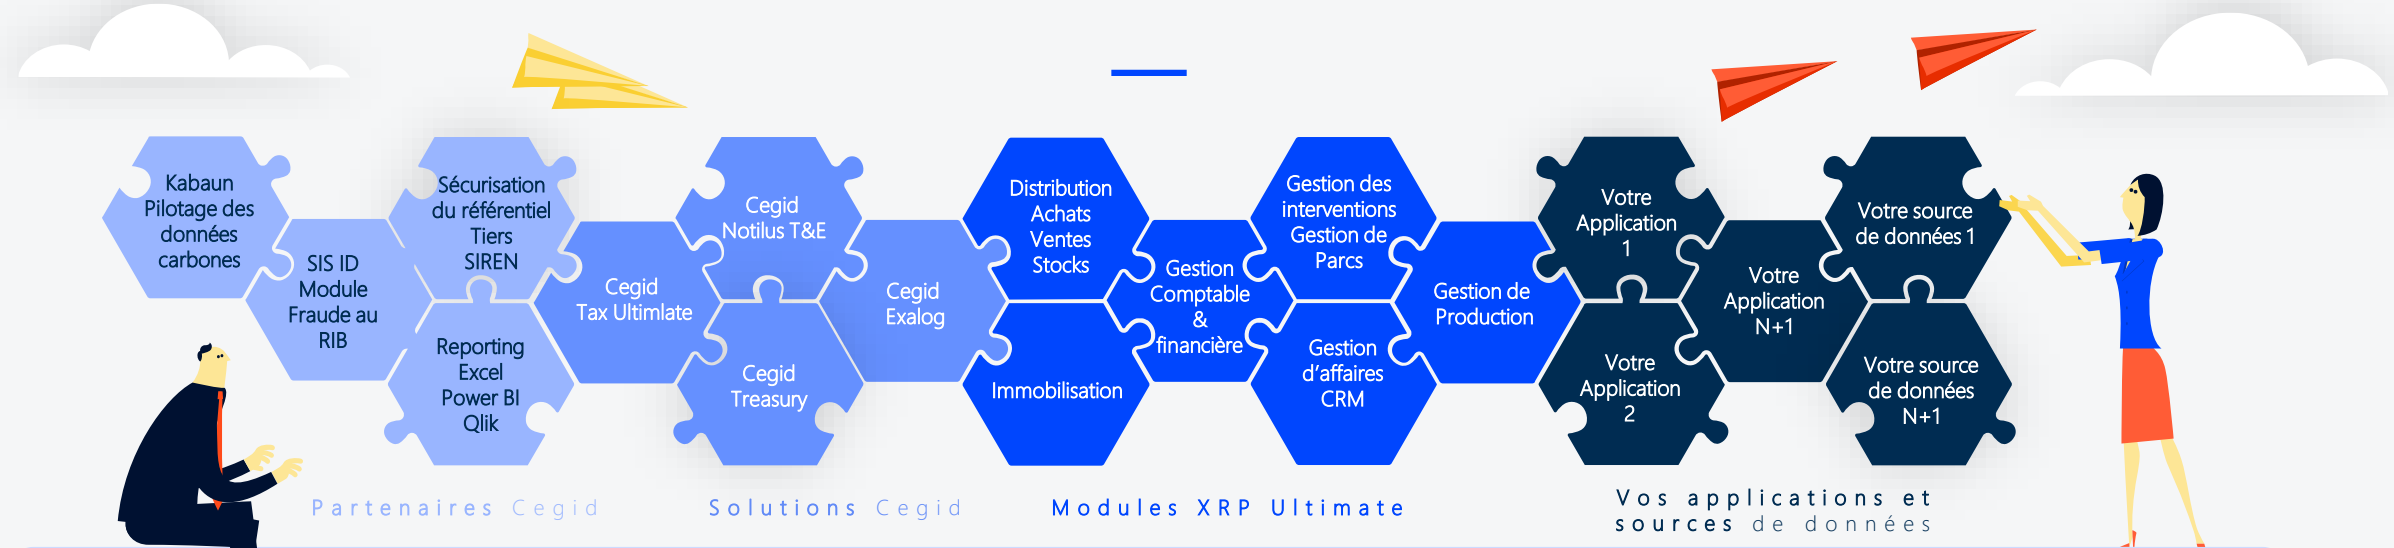 Kabaun
Pilotage des
données
carbones
SIS ID
Module
Fraude au
RIB
Sécurisation
du référentiel
Tiers
SIREN
Reporting
Excel
Power BI
Qlik
Cegid
Tax Ultimlate
Cegid
Notilus T&E
Cegid
Treasury
Cegid
Exalog
Distribution
Achats
Ventes
Stocks
Immobilisation
Gestion
Comptable
&
financière
Gestion des
interventions
Gestion de
Parcs
Gestion
d’affaires
CRM
Gestion de
Production
Votre
Application
1
Votre
Application
2
Votre
Application
N+1
Votre source
de données 1
Votre source
de données
N+1
Partenaires Cegid
Solutions Cegid
Modules XRP Ultimate
Vos applications et
sources de données